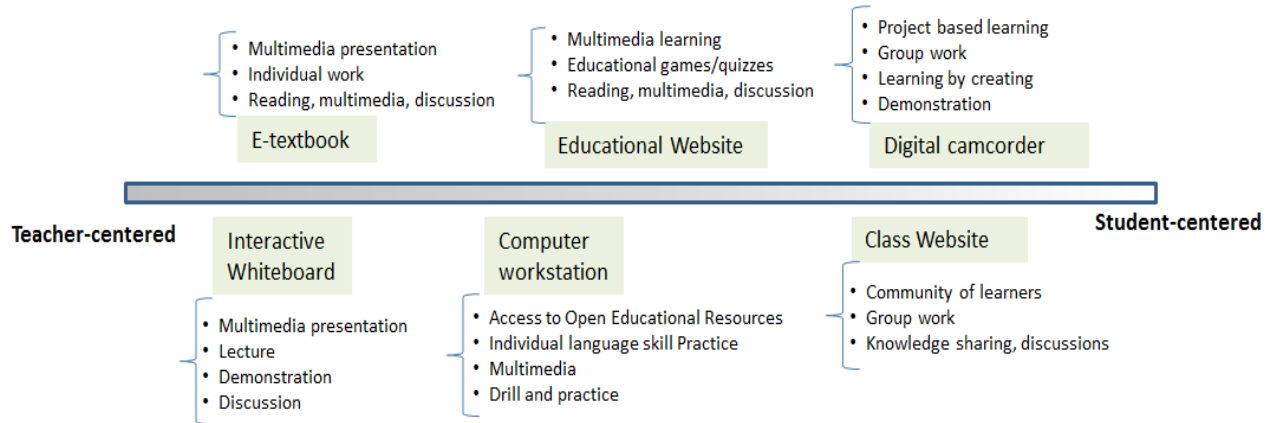 • Multimedia presentation
• Individual work
• Reading, multimedia, discussion
E-textbook
• Multimedia learning
• Educational games/quizzes
• Reading, multimedia, discussion
Educational Website
• Project based learning
• Group work
• Learning by creating
• Demonstration
Digital camcorder
Teacher-centered
Student-centered
Interactive
Whiteboard
• Multimedia presentation
• Lecture
• Demonstration
• Discussion
Computer
workstation
• Access to Open Educational Resources
• Individual language skill Practice
• Multimedia
• Drill and practice
Class Website
• Community of learners
• Group work
• Knowledge sharing, discussions